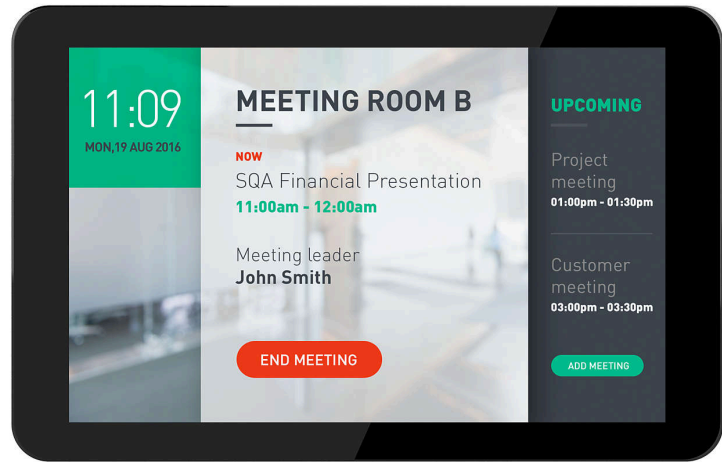 11:09
MON,19 AUG 2016
MEETING ROOM B
NOW
SQA Financial Presentation
11:00am - 12:00am
Meeting leader
John Smith
END MEETING
UPCOMING
Project
meeting
01:00pm - 01:30pm
Customer
meeting
03:00pm - 03:30pm
ADD MEETING